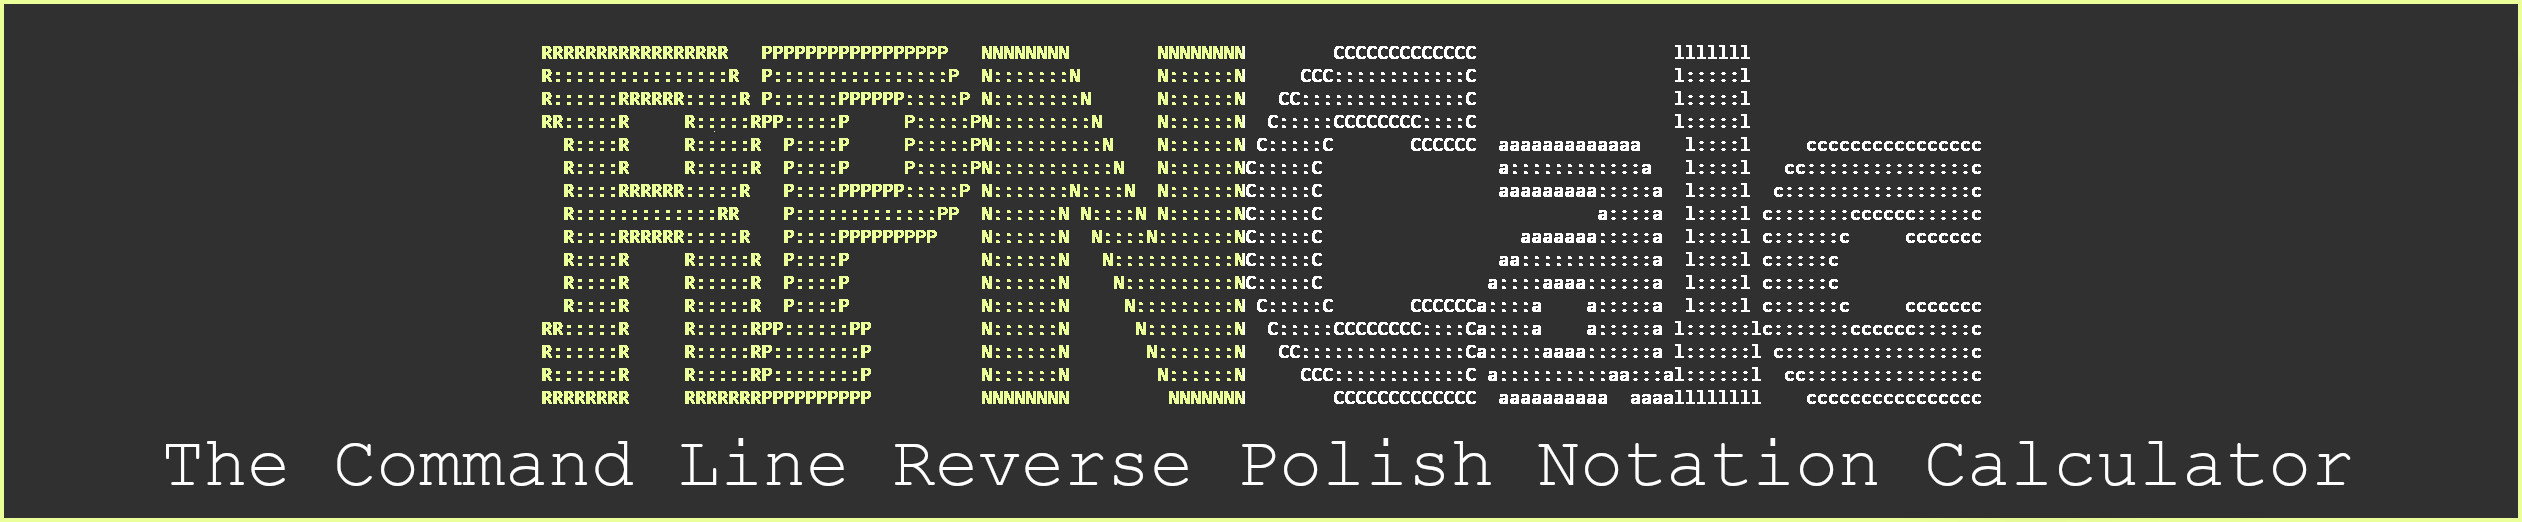 RPNCalc
The Command Line Reverse Polish Notation Calculator